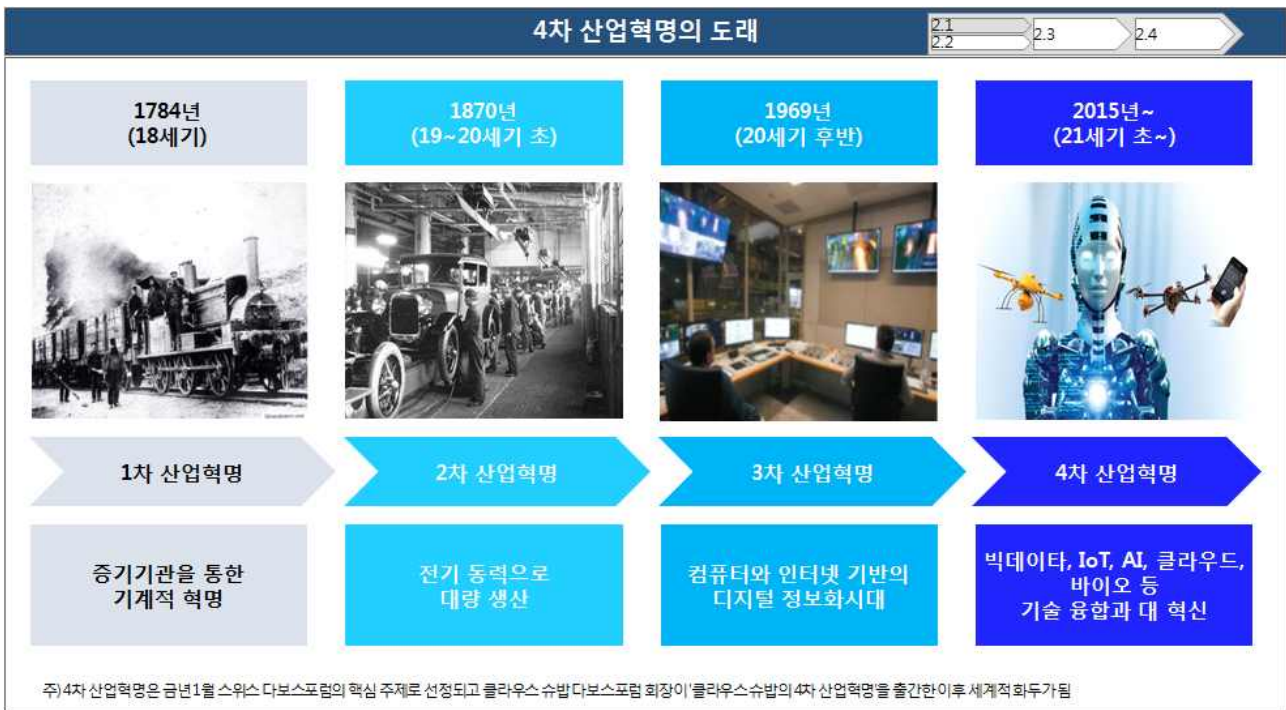 4차 산업혁명의 도래
2.1
2.2
2.3
2.4
1784년
(18세기)
1870년
(19~20세기 초)
1969년
(20세기 후반)
2015년~
(21세기 초~)
1차 산업혁명
2차 산업혁명
3차 산업혁명
4차 산업혁명
증기기관을 통한
기계적 혁명
전기 동력으로
대량 생산
컴퓨터와 인터넷 기반의
디지털 정보화시대
빅데이타, IoT, AI, 클라우드,
바이오 등
기술 융합과 대 혁신
주) 4차 산업혁명은 금년 1월 스위스 다보스포럼의 핵심 주제로 선정되고 클라우스 슈밥 다보스포럼 회장이 '클라우스 슈밥의 4차 산업혁명'을 출간한 이후 세계적 화두가 됨